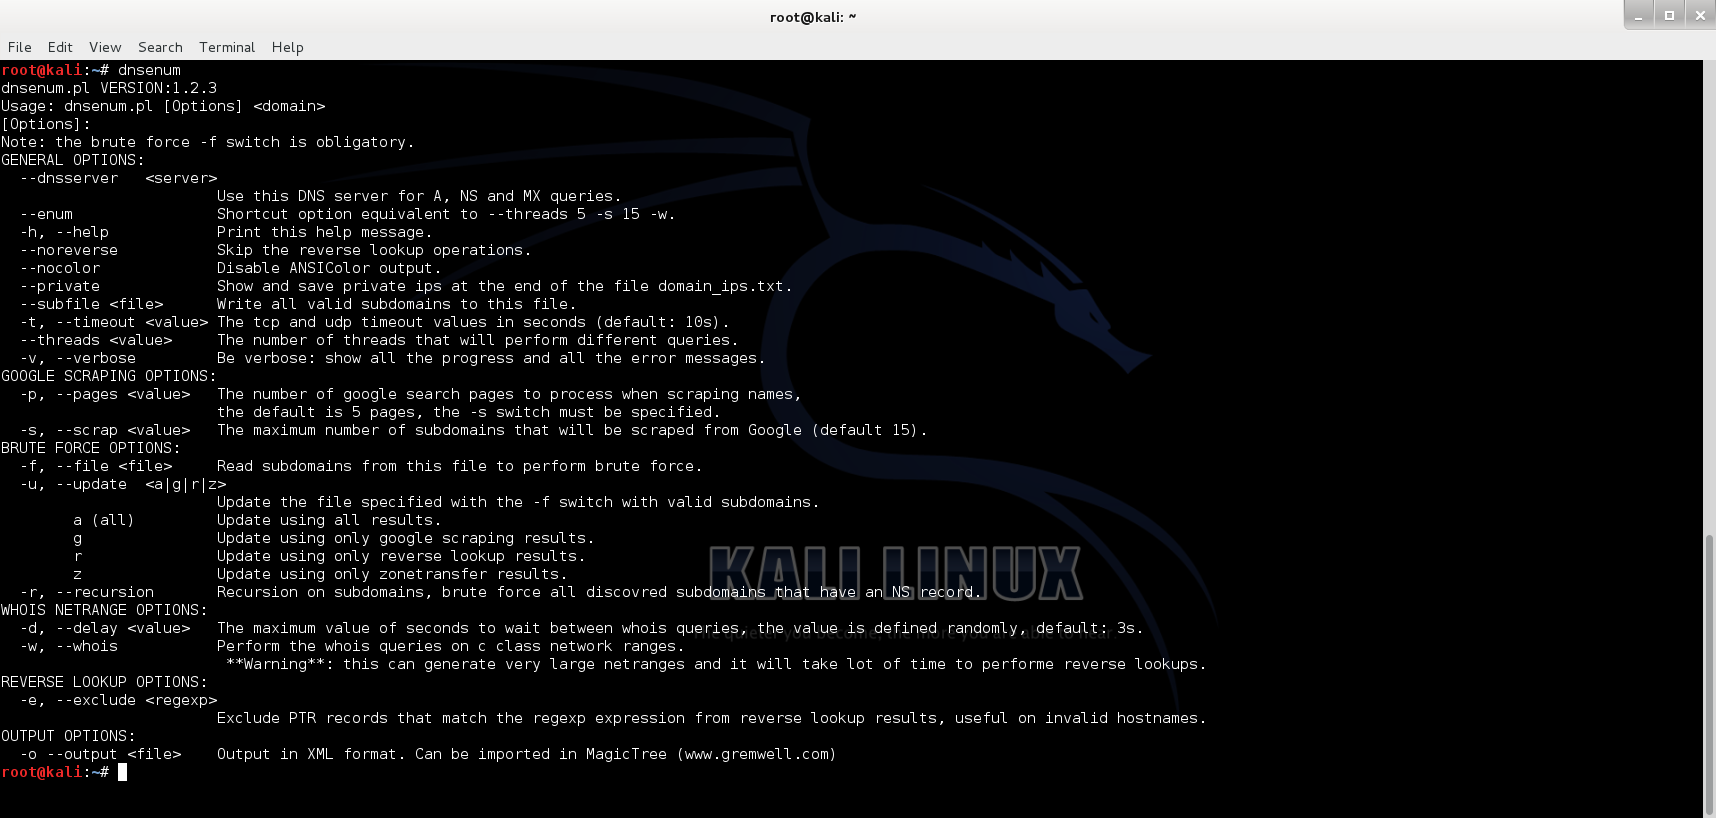 root@kali: ~
File Edit View Search Terminal Help
root@kali:~# dnsenum
dnsenum.pl VERSION:1.2.3
Usage: dnsenum.pl [Options] <domain>
[Options]:
Note: the brute force -f switch is obligatory.
GENERAL OPTIONS:
  --dnsserver   <server>
                        Use this DNS server for A, NS and MX queries.
  --enum                Shortcut option equivalent to --threads 5 -s 15 -w.
  -h, --help            Print this help message.
  --noreverse           Skip the reverse lookup operations.
  --nocolor             Disable ANSIColor output.
  --private             Show and save private ips at the end of the file domain_ips.txt.
  --subfile <file>      Write all valid subdomains to this file.
  -t, --timeout <value> The tcp and udp timeout values in seconds (default: 10s).
  --threads <value>     The number of threads that will perform different queries.
  -v, --verbose         Be verbose: show all the progress and all the error messages.
GOOGLE SCRAPING OPTIONS:
  -p, --pages <value>   The number of google search pages to process when scraping names,
                        the default is 5 pages, the -s switch must be specified.
  -s, --scrap <value>   The maximum number of subdomains that will be scraped from Google (default 15).
BRUTE FORCE OPTIONS:
  -f, --file <file>     Read subdomains from this file to perform brute force.
  -u, --update  <a|g|r|z>
                        Update the file specified with the -f switch with valid subdomains.
        a (all)         Update using all results.
        g               Update using only google scraping results.
        r               Update using only reverse lookup results.
        z               Update using only zonetransfer results.
  -r, --recursion       Recursion on subdomains, brute force all discovred subdomains that have an NS record.
WHOIS NETRANGE OPTIONS:
  -d, --delay <value>   The maximum value of seconds to wait between whois queries, the value is defined randomly, default: 3s.
  -w, --whois           Perform the whois queries on c class network ranges.
                         **Warning**: this can generate very large netranges and it will take lot of time to performe reverse lookups.
REVERSE LOOKUP OPTIONS:
  -e, --exclude <regexp>
                        Exclude PTR records that match the regexp expression from reverse lookup results, useful on invalid hostnames.
OUTPUT OPTIONS:
  -o --output <file>    Output in XML format. Can be imported in MagicTree (www.gremwell.com)
root@kali:~#
KALI LINUX
The quieter you become, the more you are able to hear